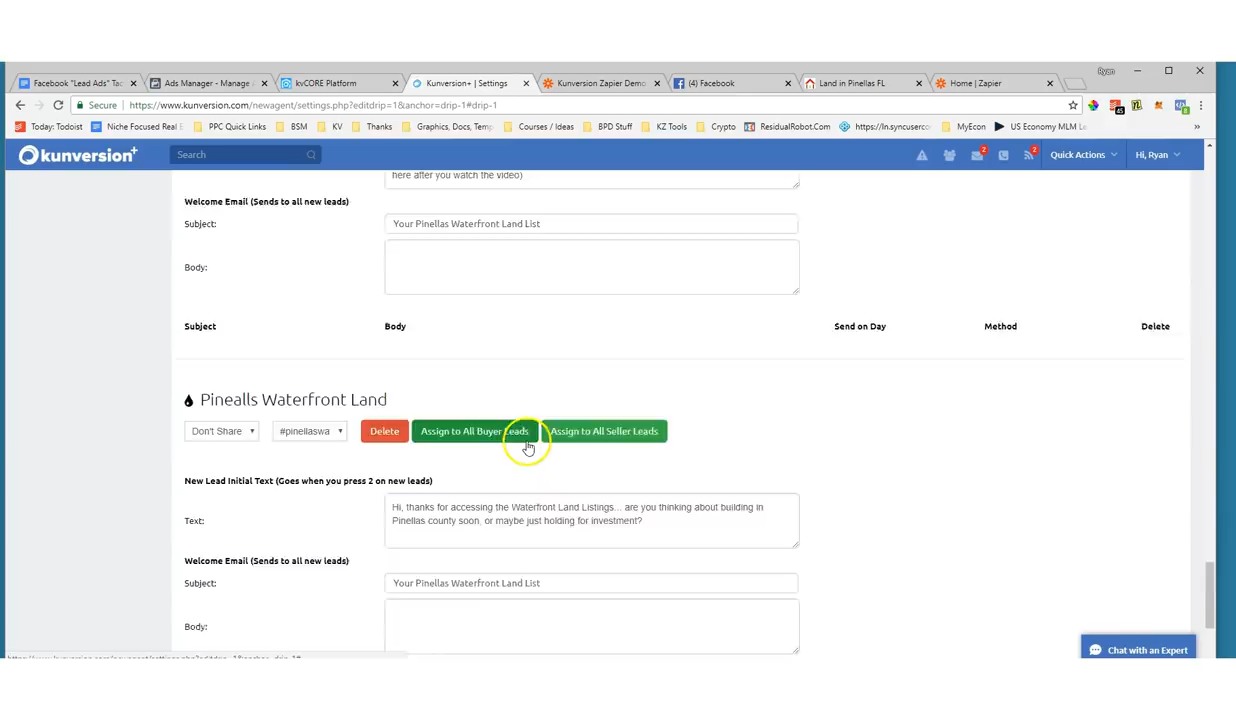 Ryan
Facebook "Lead Ads" Tac
Ads Manager - Manage
kvCORE Platform
Kunversion+ | Settings
Kunversion Zapier Demo
(4) Facebook
Land in Pinellas FL
Home | Zapier
Secure
https://www.kunversion.com/newagent/settings.php?editdrip=1&anchor=drip-1#drip-1
45
Today: Todoist
Niche Focused Real E
PPC Quick Links
BSM
KV
Thanks
Graphics, Docs, Temp
Courses / Ideas
BPD Stuff
KZ Tools
Crypto
ResidualRobot.Com
https://ln.syncuserco
MyEcon
US Economy MLM Le
»
kunversion+
Search
2
2
Quick Actions
Hi, Ryan
here after you watch the video)
Welcome Email (Sends to all new leads)
Subject:
Your Pinellas Waterfront Land List
Body:
Subject
Body
Send on Day
Method
Delete
Pinealls Waterfront Land
Don't Share
#pinellaswa
Delete
Assign to All Buyer Leads
Assign to All Seller Leads
New Lead Initial Text (Goes when you press 2 on new leads)
Text:
Hi, thanks for accessing the Waterfront Land Listings... are you thinking about building in
Pinellas county soon, or maybe just holding for investment?
Welcome Email (Sends to all new leads)
Subject:
Your Pinellas Waterfront Land List
Body:
Chat with an Expert